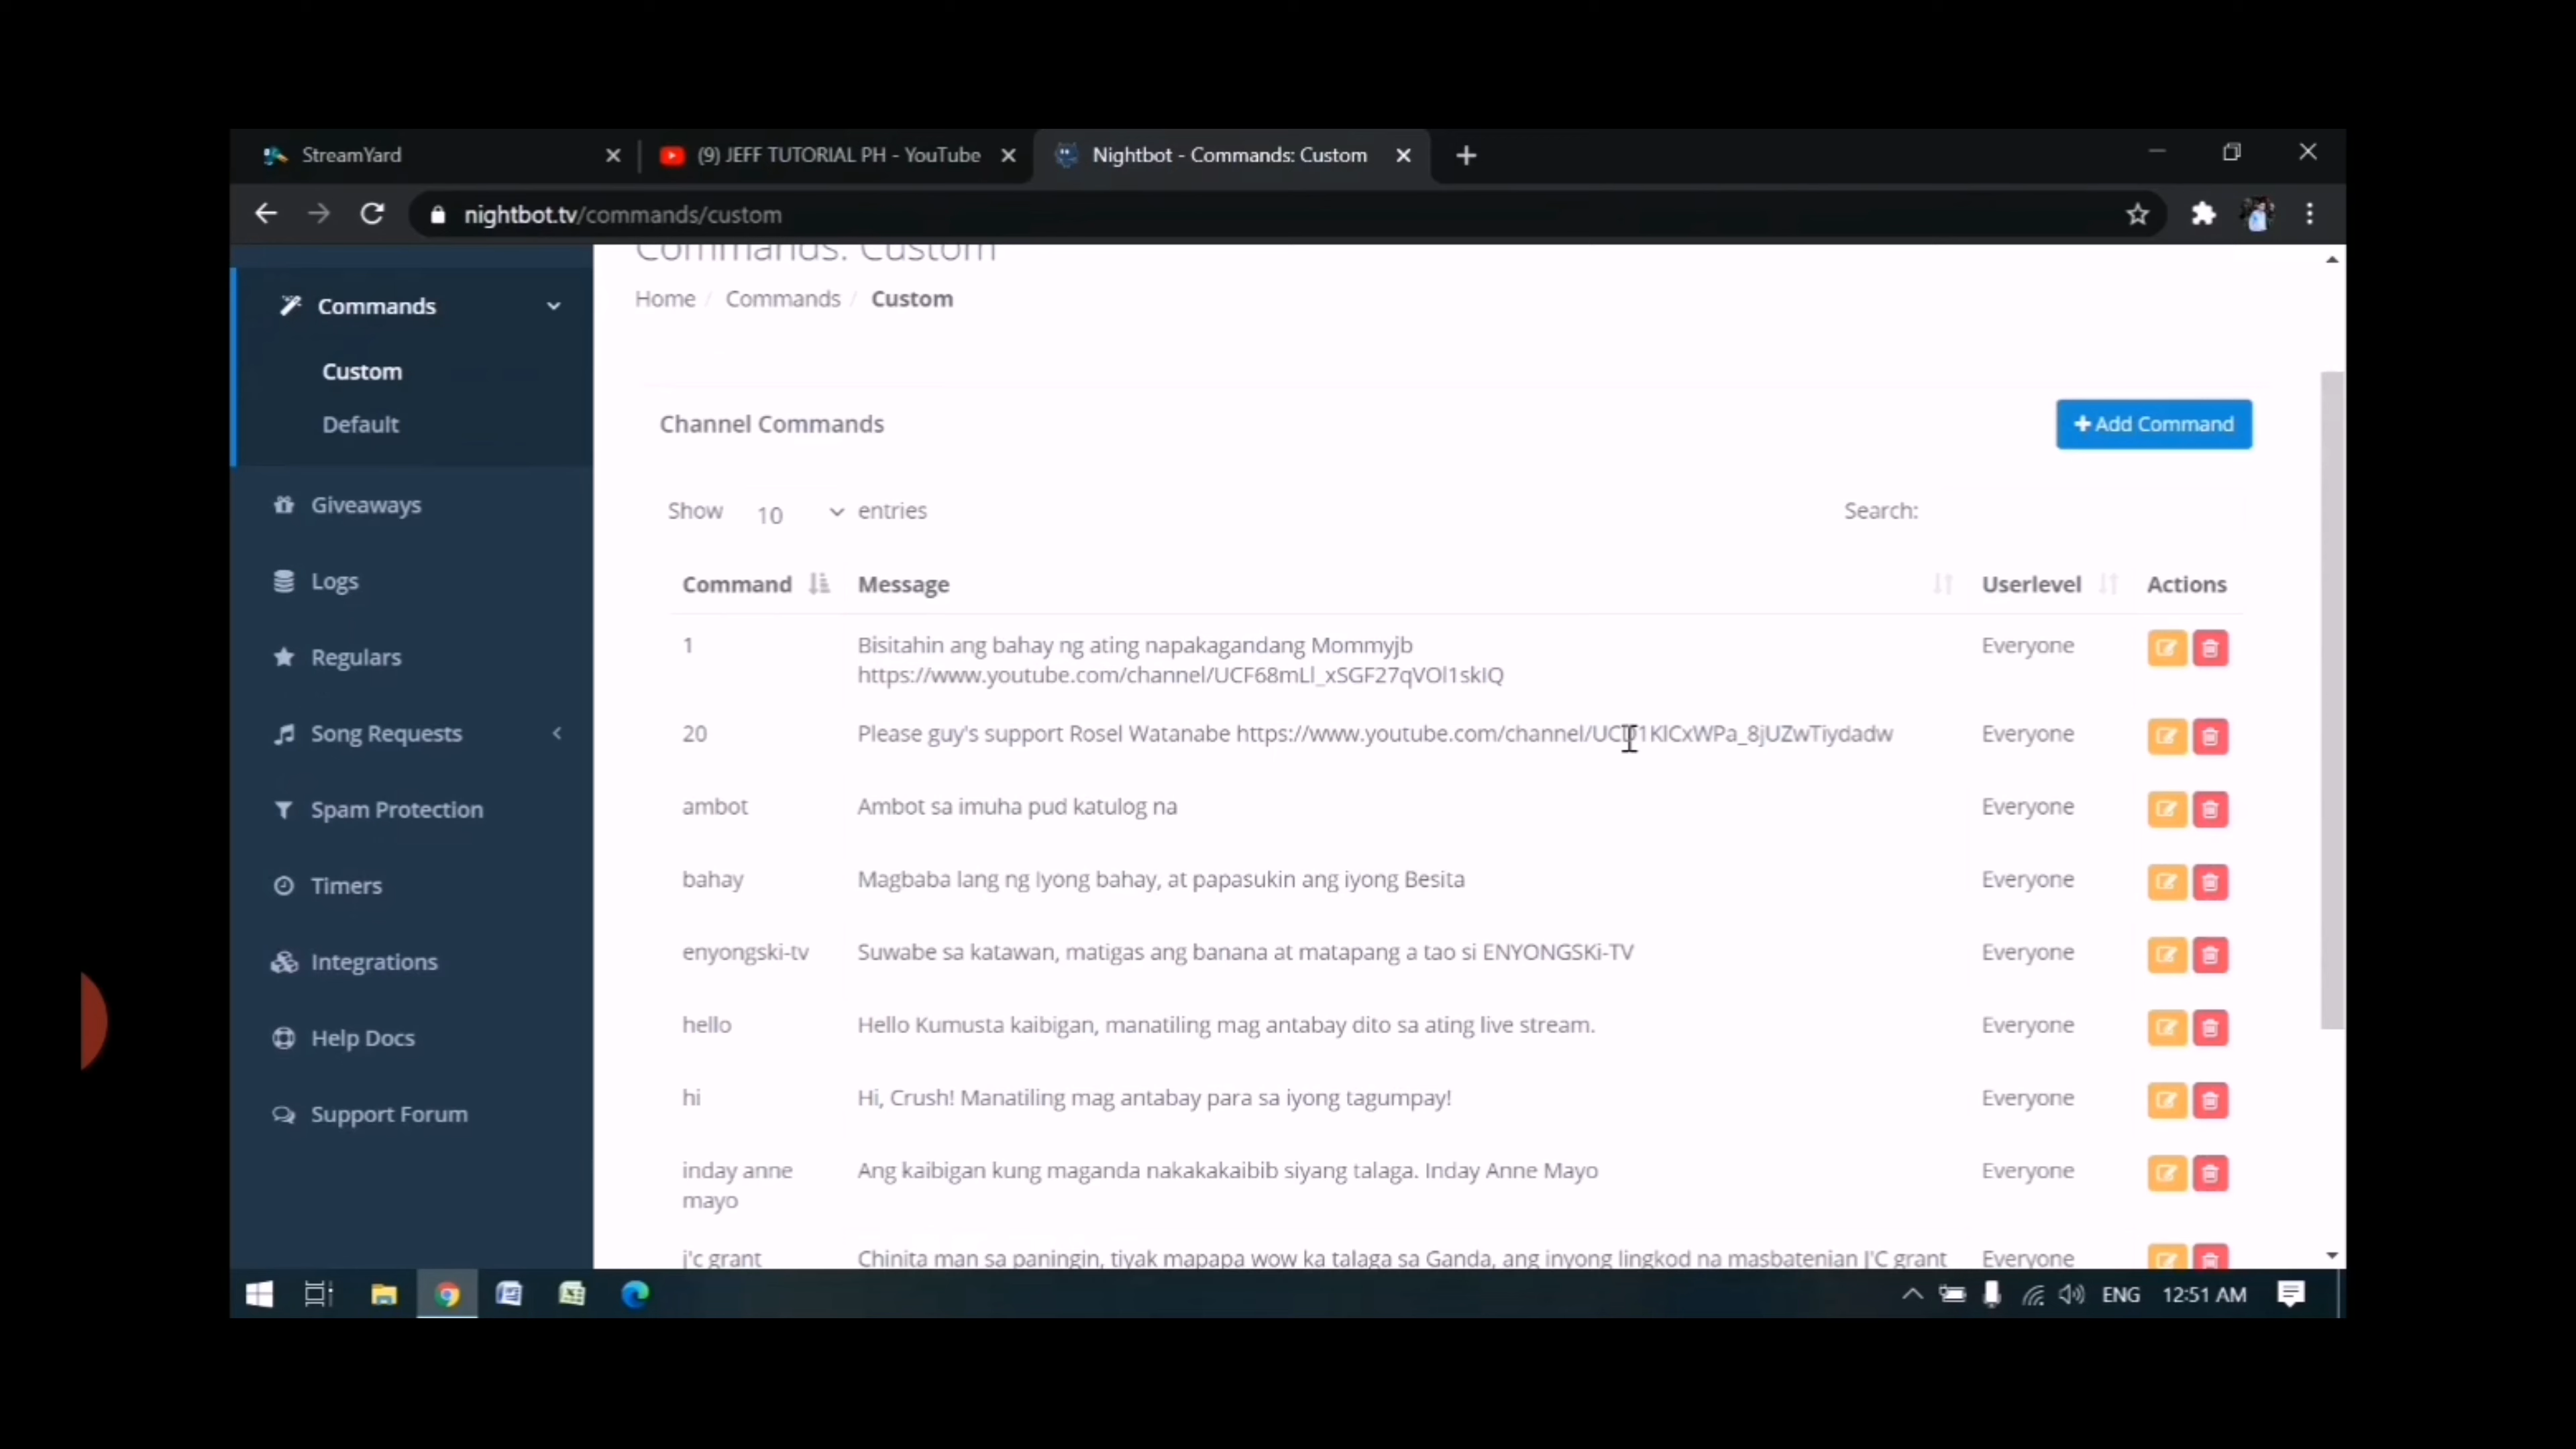 StreamYard
(9) JEFF TUTORIAL PH - YouTube
Nightbot - Commands: Custom
nightbot.tv/commands/custom
Commands: Custom
Home / Commands / Custom
Commands
Custom
Default
Giveaways
Logs
Regulars
Song Requests
Spam Protection
Timers
Integrations
Help Docs
Support Forum
Channel Commands
+ Add Command
Show 10 entries
Search:
Command Message Userlevel Actions
1 Bisitahin ang bahay ng ating napakagandang Mommyjb Everyone
https://www.youtube.com/channel/UCF68mLl_xSGF27qVOl1skIQ
20 Please guy's support Rosel Watanabe https://www.youtube.com/channel/UCD1KlCxWPa_8jUZwTiydadw Everyone
ambot Ambot sa imuha pud katulog na Everyone
bahay Magbaba lang ng Iyong bahay, at papasukin ang iyong Besita Everyone
enyongski-tv Suwabe sa katawan, matigas ang banana at matapang a tao si ENYONGSKi-TV Everyone
hello Hello Kumusta kaibigan, manatiling mag antabay dito sa ating live stream. Everyone
hi Hi, Crush! Manatiling mag antabay para sa iyong tagumpay! Everyone
inday anne Ang kaibigan kung maganda nakakakaibib siyang talaga. Inday Anne Mayo Everyone
mayo
j'c grant Chinita man sa paningin, tiyak mapapa wow ka talaga sa Ganda, ang inyong lingkod na masbatenian J'C grant Everyone
ENG 12:51 AM